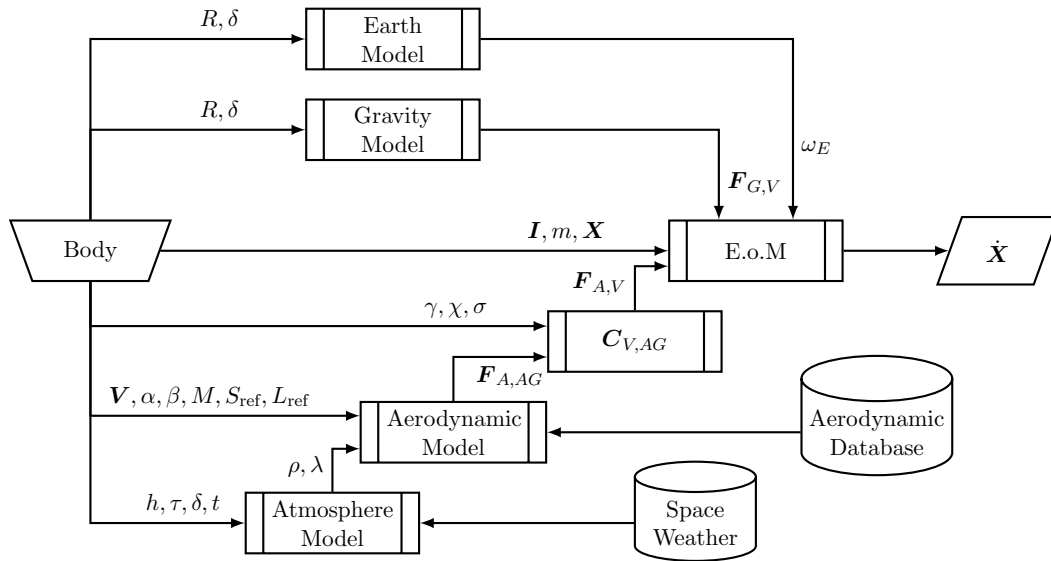 R, δ
Earth
Model
R, δ
Gravity
Model
ω_E
F_{G,V}
Body
I, m, X
E.o.M
Ẋ
F_{A,V}
γ, χ, σ
C_{V,AG}
F_{A,AG}
V, α, β, M, S_ref, L_ref
Aerodynamic
Model
Aerodynamic
Database
ρ, λ
h, τ, δ, t
Atmosphere
Model
Space
Weather